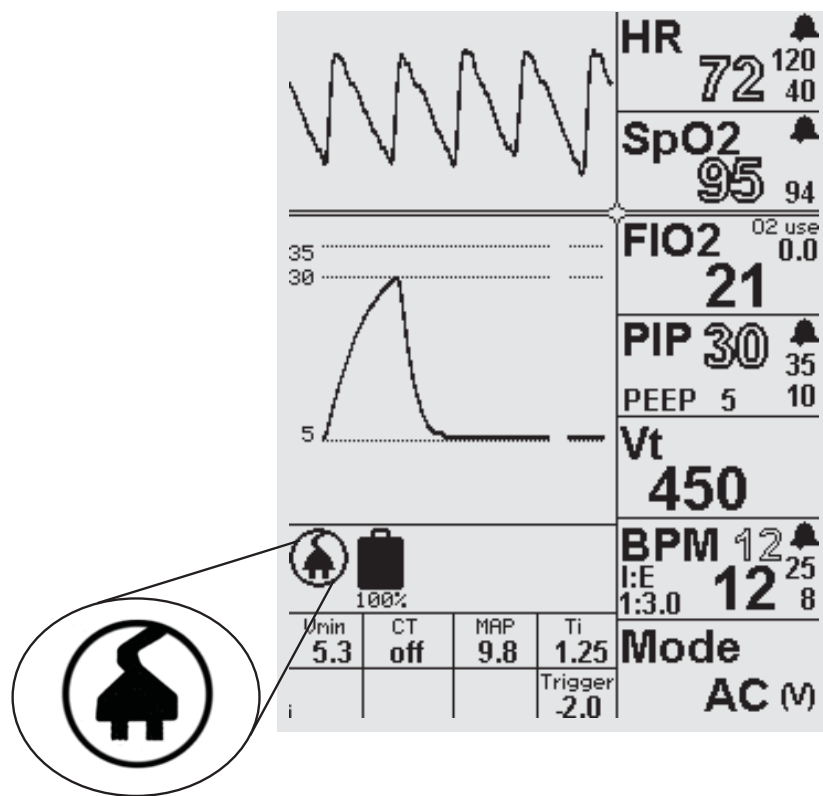 HR
72
120
40
SpO2
95
94
FIO2
O2 use
0.0
21
PIP 30
35
PEEP 5
10
Vt
450
BPM 12
25
I:E
1:3.0
12
8
Mode
AC (V)
35
30
5
100%
Vmin CT MAP Ti
5.3 off 9.8 1.25
Trigger
i -2.0